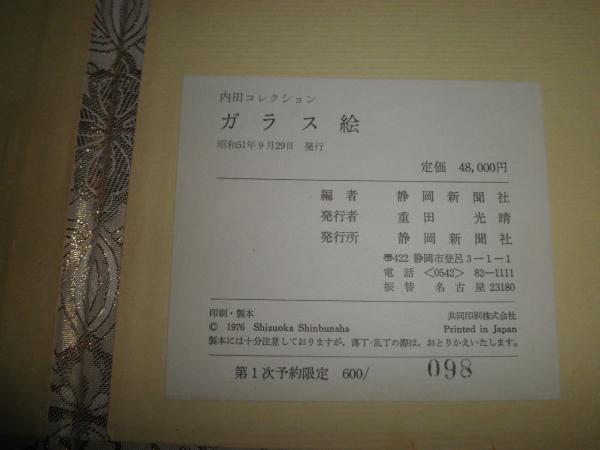 内田コレクション
ガラス絵
昭和51年9月29日 発行
定価 48,000円
編者 静岡新聞社
発行者 重田 光晴
発行所 静岡新聞社
〠422 静岡市登呂3-1-1
電話 <0542> 82-1111
振替 名古屋23180
印刷・製本 共同印刷株式会社
© 1976 Shizuoka Shinbunsha Printed in Japan
製本には十分注意しておりますが、落丁・乱丁の際は、おとりかえいたします。
第1次予約限定 600/ 098